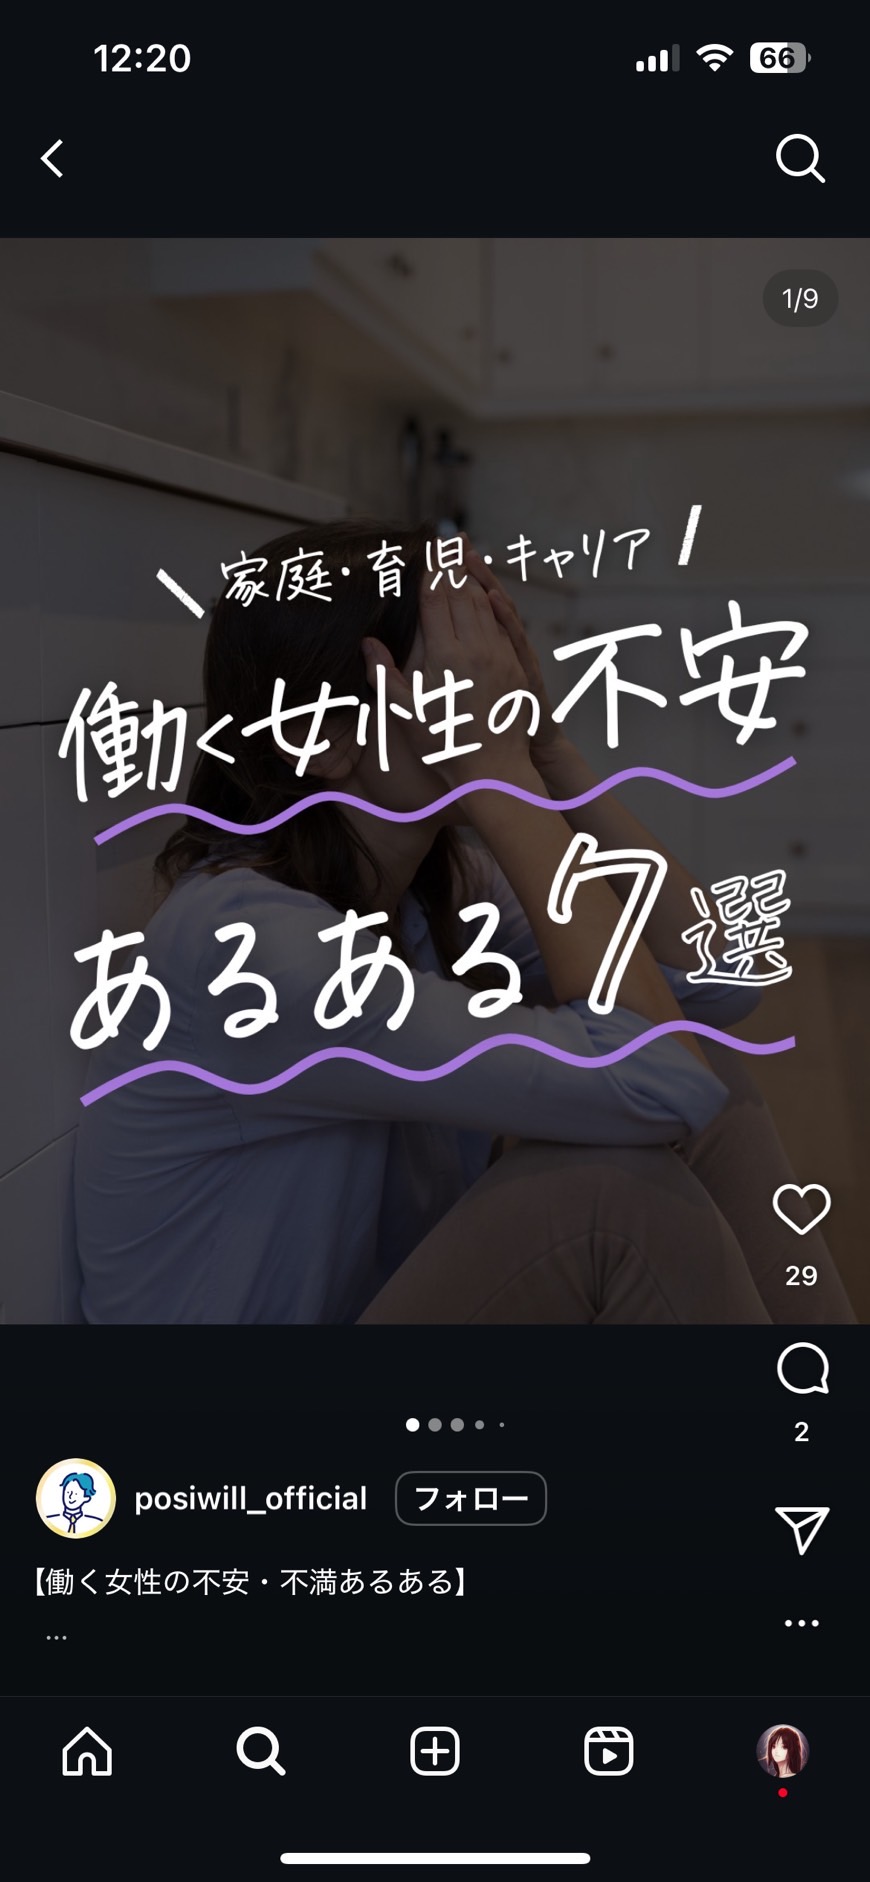 12:20
66
1/9
\ 家庭・育児・キャリア /
働く女性の不安
あるある7選
29
2
posiwill_official
フォロー
【働く女性の不安・不満あるある】
...